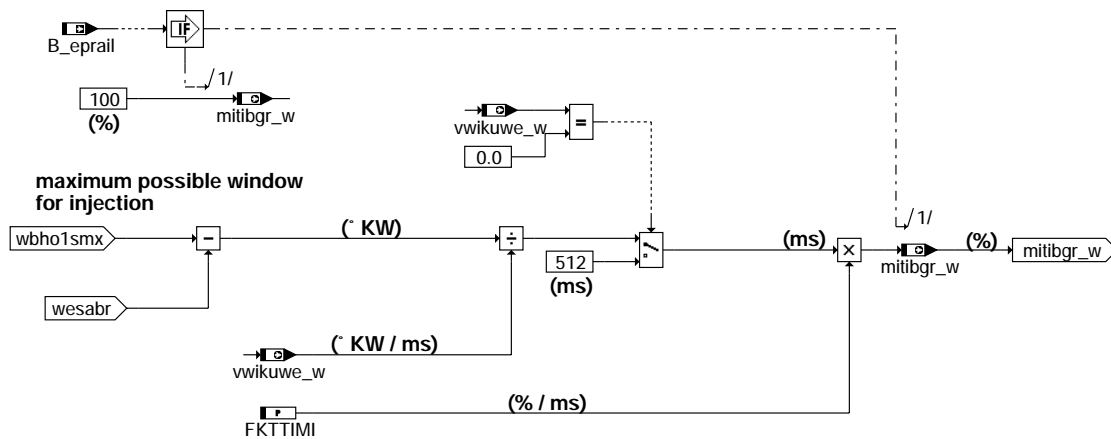 IF
B_eprail
/1/
100
(%)
mitibgr_w
vwikuwe_w
=
0.0
maximum possible window
for injection
wbho1smx
−
(° KW)
÷
512
(ms)
(ms)
×
/1/
mitibgr_w
(%)
mitibgr_w
wesabr
(° KW / ms)
vwikuwe_w
P
(% / ms)
FKTTIMI